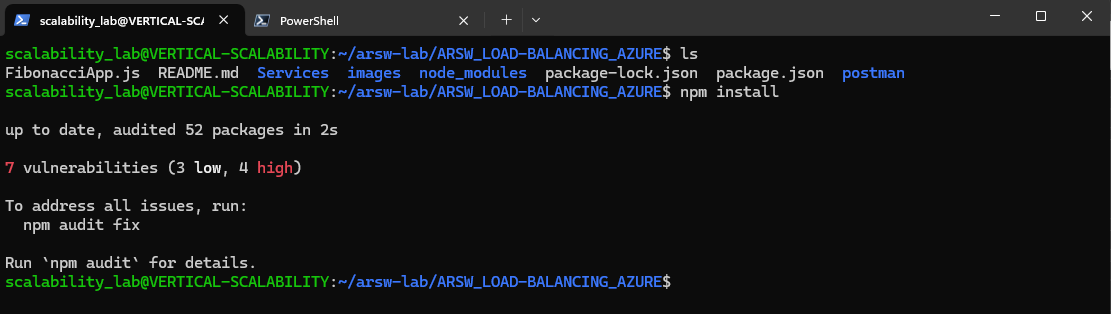 scalability_lab@VERTICAL-SCAL
PowerShell
scalability_lab@VERTICAL-SCALABILITY:~/arsw-lab/ARSW_LOAD-BALANCING_AZURE$ ls
FibonacciApp.js  README.md  Services  images  node_modules  package-lock.json  package.json  postman
scalability_lab@VERTICAL-SCALABILITY:~/arsw-lab/ARSW_LOAD-BALANCING_AZURE$ npm install
up to date, audited 52 packages in 2s
7 vulnerabilities (3 low, 4 high)
To address all issues, run:
  npm audit fix
Run `npm audit` for details.
scalability_lab@VERTICAL-SCALABILITY:~/arsw-lab/ARSW_LOAD-BALANCING_AZURE$